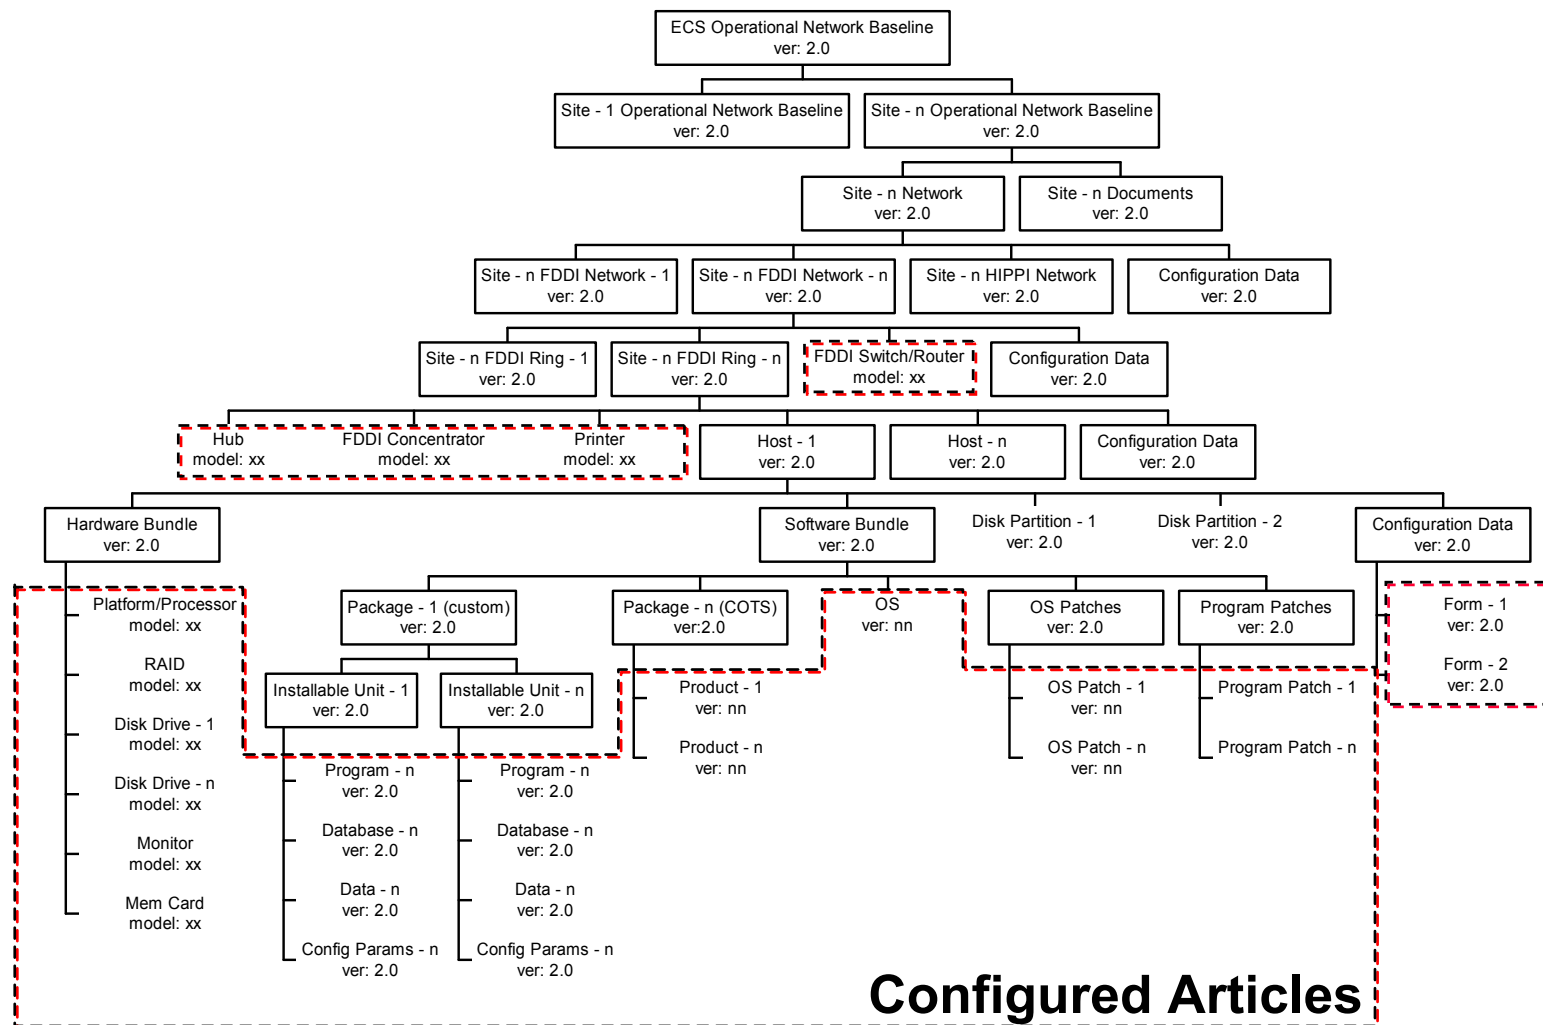 ECS Operational Network Baseline
ver: 2.0
Site - 1 Operational Network Baseline
ver: 2.0
Site - n Operational Network Baseline
ver: 2.0
Site - n Network
ver: 2.0
Site - n Documents
ver: 2.0
Site - n FDDI Network - 1
ver: 2.0
Site - n FDDI Network - n
ver: 2.0
Site - n HIPPI Network
ver: 2.0
Configuration Data
ver: 2.0
Site - n FDDI Ring - 1
ver: 2.0
Site - n FDDI Ring - n
ver: 2.0
FDDI Switch/Router
model: xx
Configuration Data
ver: 2.0
Hub
model: xx
FDDI Concentrator
model: xx
Printer
model: xx
Host - 1
ver: 2.0
Host - n
ver: 2.0
Configuration Data
ver: 2.0
Hardware Bundle
ver: 2.0
Software Bundle
ver: 2.0
Disk Partition - 1
ver: 2.0
Disk Partition - 2
ver: 2.0
Configuration Data
ver: 2.0
Platform/Processor
model: xx
RAID
model: xx
Disk Drive - 1
model: xx
Disk Drive - n
model: xx
Monitor
model: xx
Mem Card
model: xx
Package - 1 (custom)
ver: 2.0
Installable Unit - 1
ver: 2.0
Program - n
ver: 2.0
Database - n
ver: 2.0
Data - n
ver: 2.0
Config Params - n
ver: 2.0
Installable Unit - n
ver: 2.0
Program - n
ver: 2.0
Database - n
ver: 2.0
Data - n
ver: 2.0
Config Params - n
ver: 2.0
Package - n (COTS)
ver:2.0
Product - 1
ver: nn
Product - n
ver: nn
OS
ver: nn
OS Patches
ver: 2.0
OS Patch - 1
ver: nn
OS Patch - n
ver: nn
Program Patches
ver: 2.0
Program Patch - 1
Program Patch - n
Form - 1
ver: 2.0
Form - 2
ver: 2.0
Configured Articles